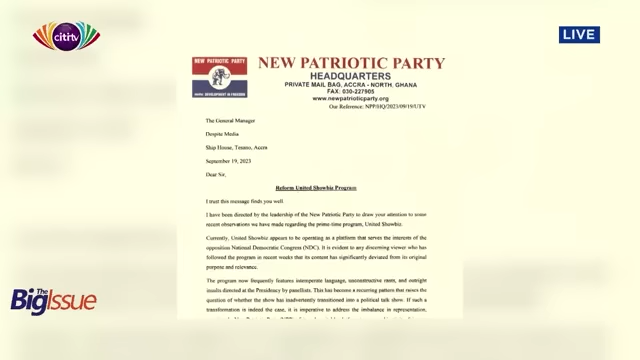 citi tv
LIVE
NEW PATRIOTIC PARTY
NEW PATRIOTIC PARTY
HEADQUARTERS
PRIVATE MAIL BAG, ACCRA - NORTH, GHANA
FAX: 030-227905
www.newpatrioticparty.org
DEVELOPMENT IN FREEDOM
Our Reference: NPP/HQ/2023/09/19/UTV
The General Manager
Despite Media
Ship House, Tesano, Accra
September 19, 2023
Dear Sir,
Reform United Showbiz Program
I trust this message finds you well.
I have been directed by the leadership of the New Patriotic Party to draw your attention to some
recent observations we have made regarding the prime-time program, United Showbiz.
Currently, United Showbiz appears to be operating as a platform that serves the interests of the
opposition National Democratic Congress (NDC). It is evident to any discerning viewer who has
followed the program in recent weeks that its content has significantly deviated from its original
purpose and relevance.
The program now frequently features intemperate language, unconstructive rants, and outright
insults directed at the Presidency by panellists. This has become a recurring pattern that raises the
question of whether the show has inadvertently transitioned into a political talk show. If such a
transformation is indeed the case, it is imperative to address the imbalance in representation,
The
BigIssue